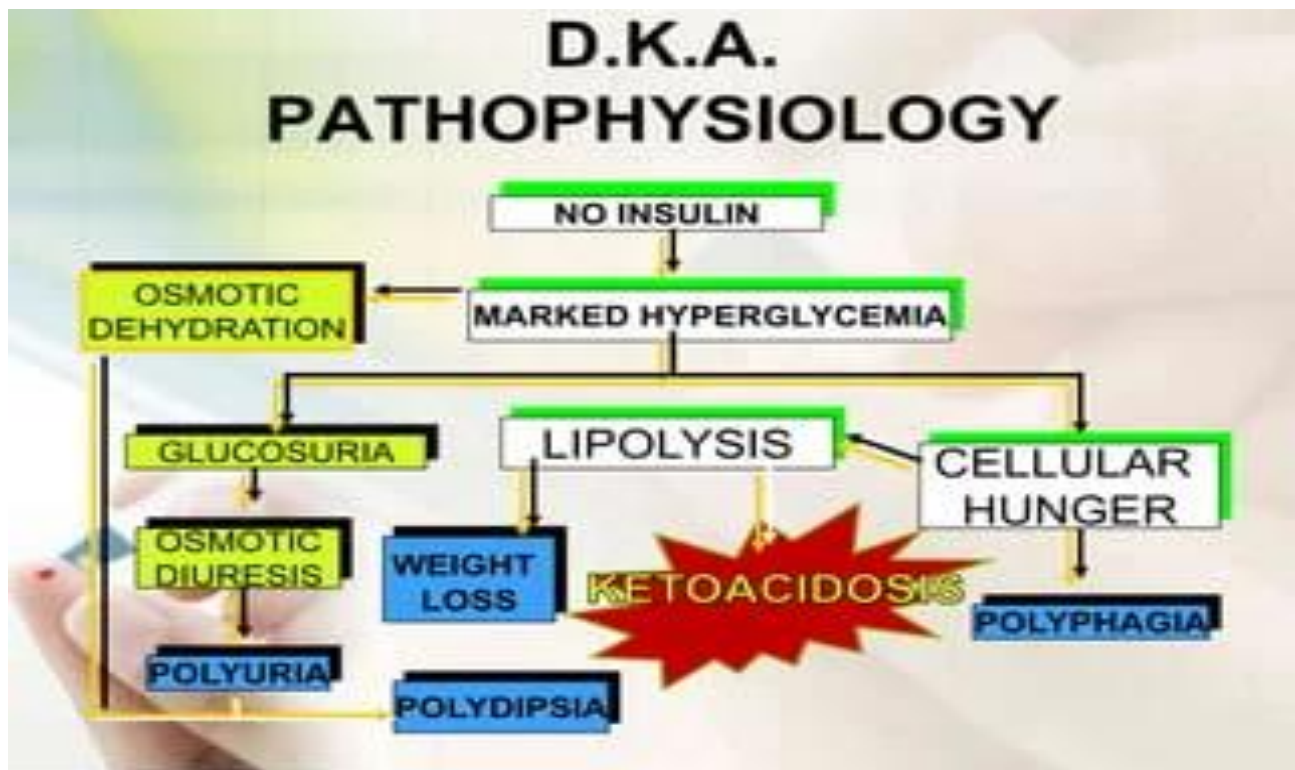 D.K.A.
PATHOPHYSIOLOGY
NO INSULIN
OSMOTIC
DEHYDRATION
MARKED HYPERGLYCEMIA
GLUCOSURIA
LIPOLYSIS
CELLULAR
HUNGER
OSMOTIC
DIURESIS
WEIGHT
LOSS
KETOACIDOSIS
POLYPHAGIA
POLYURIA
POLYDIPSIA